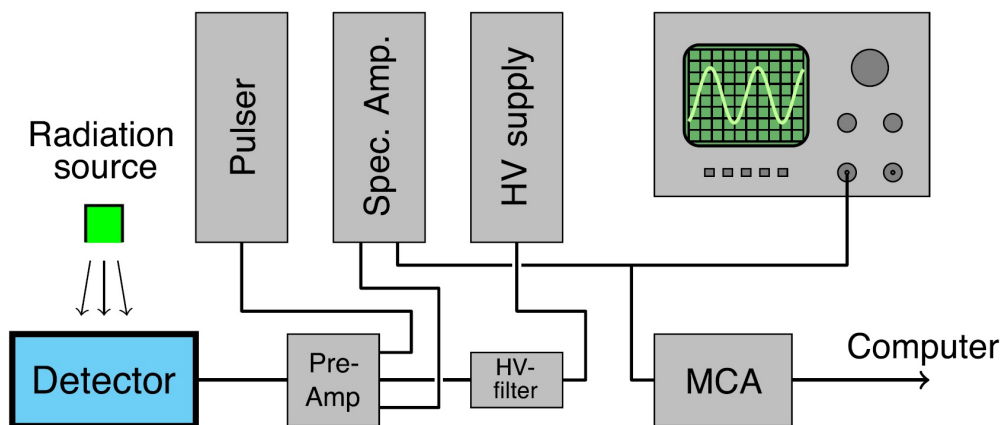 Radiation
source
Pulser
Spec. Amp.
HV supply
Detector
Pre-
Amp
HV-
filter
MCA
Computer